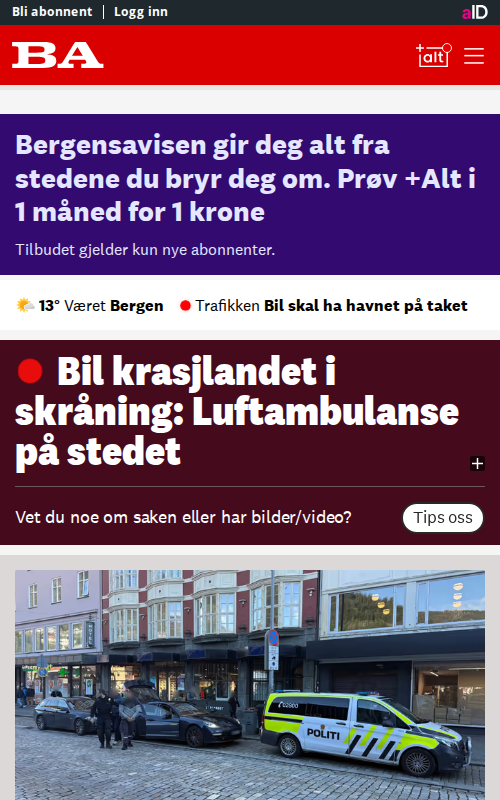 Bli abonnent | Logg inn
aID
BA
+alt
Bergensavisen gir deg alt fra
stedene du bryr deg om. Prøv +Alt i
1 måned for 1 krone
Tilbudet gjelder kun nye abonnenter.
13° Været Bergen Trafikken Bil skal ha havnet på taket
Bil krasjlandet i
skråning: Luftambulanse
på stedet
Vet du noe om saken eller har bilder/video? Tips oss
HOTEL
02800
POLITI